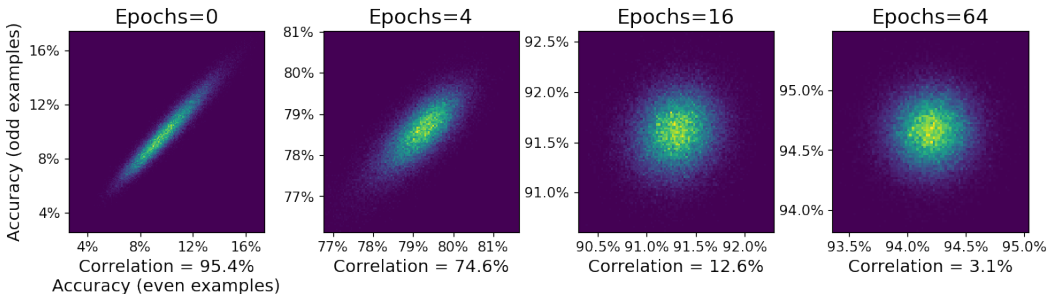 Epochs=0
Accuracy (odd examples)
16%
12%
8%
4%
4% 8% 12% 16%
Correlation = 95.4%
Accuracy (even examples)
Epochs=4
81%
80%
79%
78%
77%
77% 78% 79% 80% 81%
Correlation = 74.6%
Epochs=16
92.5%
92.0%
91.5%
91.0%
90.5% 91.0% 91.5% 92.0%
Correlation = 12.6%
Epochs=64
95.0%
94.5%
94.0%
93.5% 94.0% 94.5% 95.0%
Correlation = 3.1%